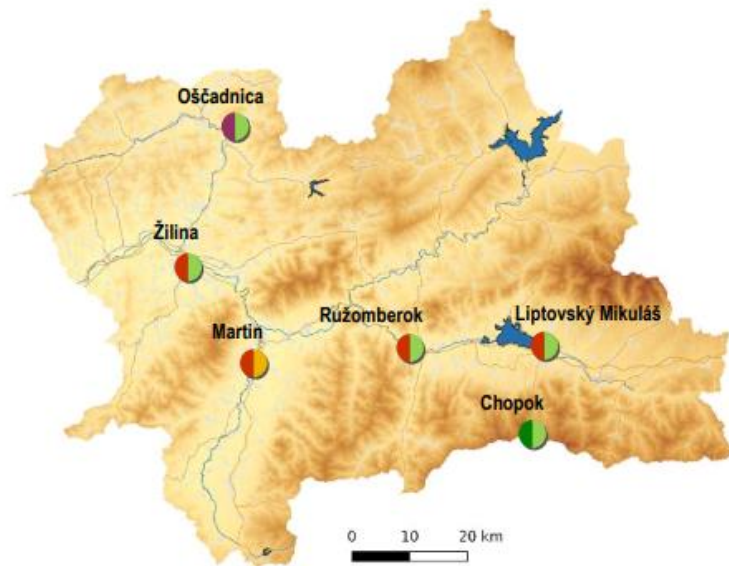 Oščadnica
Žilina
Martin
Ružomberok
Liptovský Mikuláš
Chopok
0 10 20 km